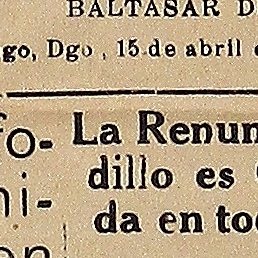 BALTASAR D
go, Dgo , 15 de abril
fo-
ni-
La Renun
dillo es
da en to